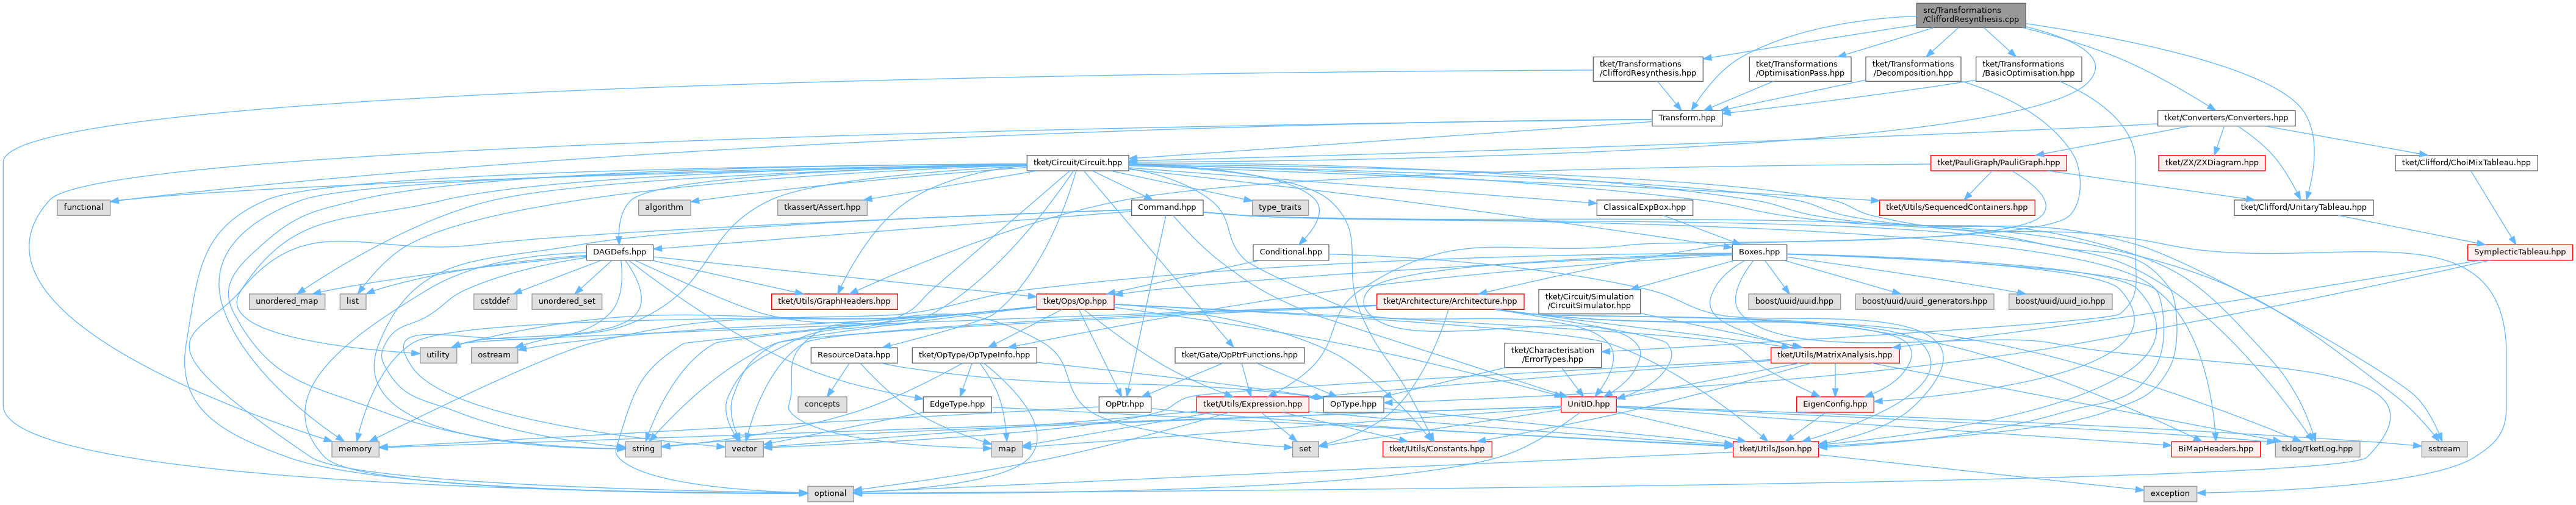 src/Transformations
/CliffordResynthesis.cpp
tket/Transformations
/CliffordResynthesis.hpp
tket/Transformations
/OptimisationPass.hpp
tket/Transformations
/Decomposition.hpp
tket/Transformations
/BasicOptimisation.hpp
Transform.hpp
tket/Converters/Converters.hpp
tket/Circuit/Circuit.hpp
tket/PauliGraph/PauliGraph.hpp
tket/ZX/ZXDiagram.hpp
tket/Clifford/ChoiMixTableau.hpp
functional
algorithm
tkassert/Assert.hpp
Command.hpp
type_traits
ClassicalExpBox.hpp
tket/Utils/SequencedContainers.hpp
tket/Clifford/UnitaryTableau.hpp
DAGDefs.hpp
Conditional.hpp
Boxes.hpp
SymplecticTableau.hpp
unordered_map
list
cstddef
unordered_set
tket/Utils/GraphHeaders.hpp
tket/Ops/Op.hpp
tket/Architecture/Architecture.hpp
tket/Circuit/Simulation
/CircuitSimulator.hpp
boost/uuid/uuid.hpp
boost/uuid/uuid_generators.hpp
boost/uuid/uuid_io.hpp
utility
ostream
ResourceData.hpp
tket/OpType/OpTypeInfo.hpp
tket/Gate/OpPtrFunctions.hpp
tket/Characterisation
/ErrorTypes.hpp
tket/Utils/MatrixAnalysis.hpp
concepts
EdgeType.hpp
OpPtr.hpp
tket/Utils/Expression.hpp
OpType.hpp
UnitID.hpp
EigenConfig.hpp
memory
string
vector
map
set
tket/Utils/Constants.hpp
tket/Utils/Json.hpp
BiMapHeaders.hpp
tklog/TketLog.hpp
sstream
optional
exception